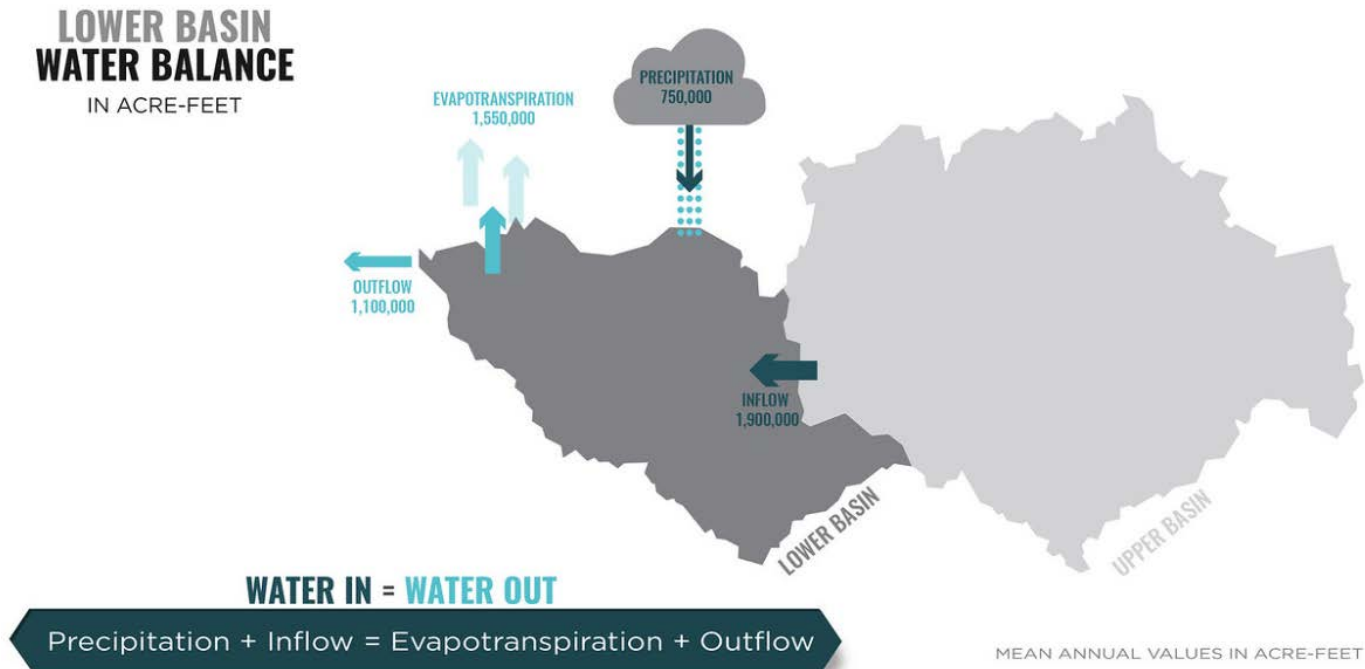 LOWER BASIN
WATER BALANCE
IN ACRE-FEET
PRECIPITATION
750,000
EVAPOTRANSPIRATION
1,550,000
OUTFLOW
1,100,000
INFLOW
1,900,000
LOWER BASIN
UPPER BASIN
WATER IN = WATER OUT
Precipitation + Inflow = Evapotranspiration + Outflow
MEAN ANNUAL VALUES IN ACRE-FEET